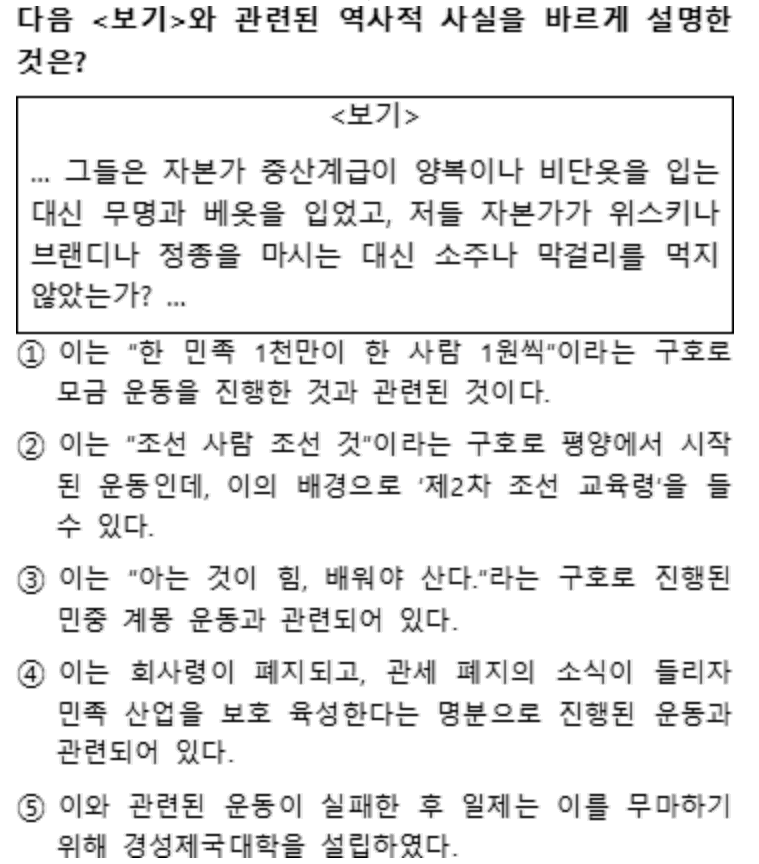 다음 <보기>와 관련된 역사적 사실을 바르게 설명한
것은?
<보기>
... 그들은 자본가 중산계급이 양복이나 비단옷을 입는
대신 무명과 베옷을 입었고, 저들 자본가가 위스키나
브랜디나 정종을 마시는 대신 소주나 막걸리를 먹지
않았는가? ...
① 이는 "한 민족 1천만이 한 사람 1원씩"이라는 구호로
모금 운동을 진행한 것과 관련된 것이다.
② 이는 "조선 사람 조선 것"이라는 구호로 평양에서 시작
된 운동인데, 이의 배경으로 '제2차 조선 교육령'을 들
수 있다.
③ 이는 "아는 것이 힘, 배워야 산다."라는 구호로 진행된
민중 계몽 운동과 관련되어 있다.
④ 이는 회사령이 폐지되고, 관세 폐지의 소식이 들리자
민족 산업을 보호 육성한다는 명분으로 진행된 운동과
관련되어 있다.
⑤ 이와 관련된 운동이 실패한 후 일제는 이를 무마하기
위해 경성제국대학을 설립하였다.